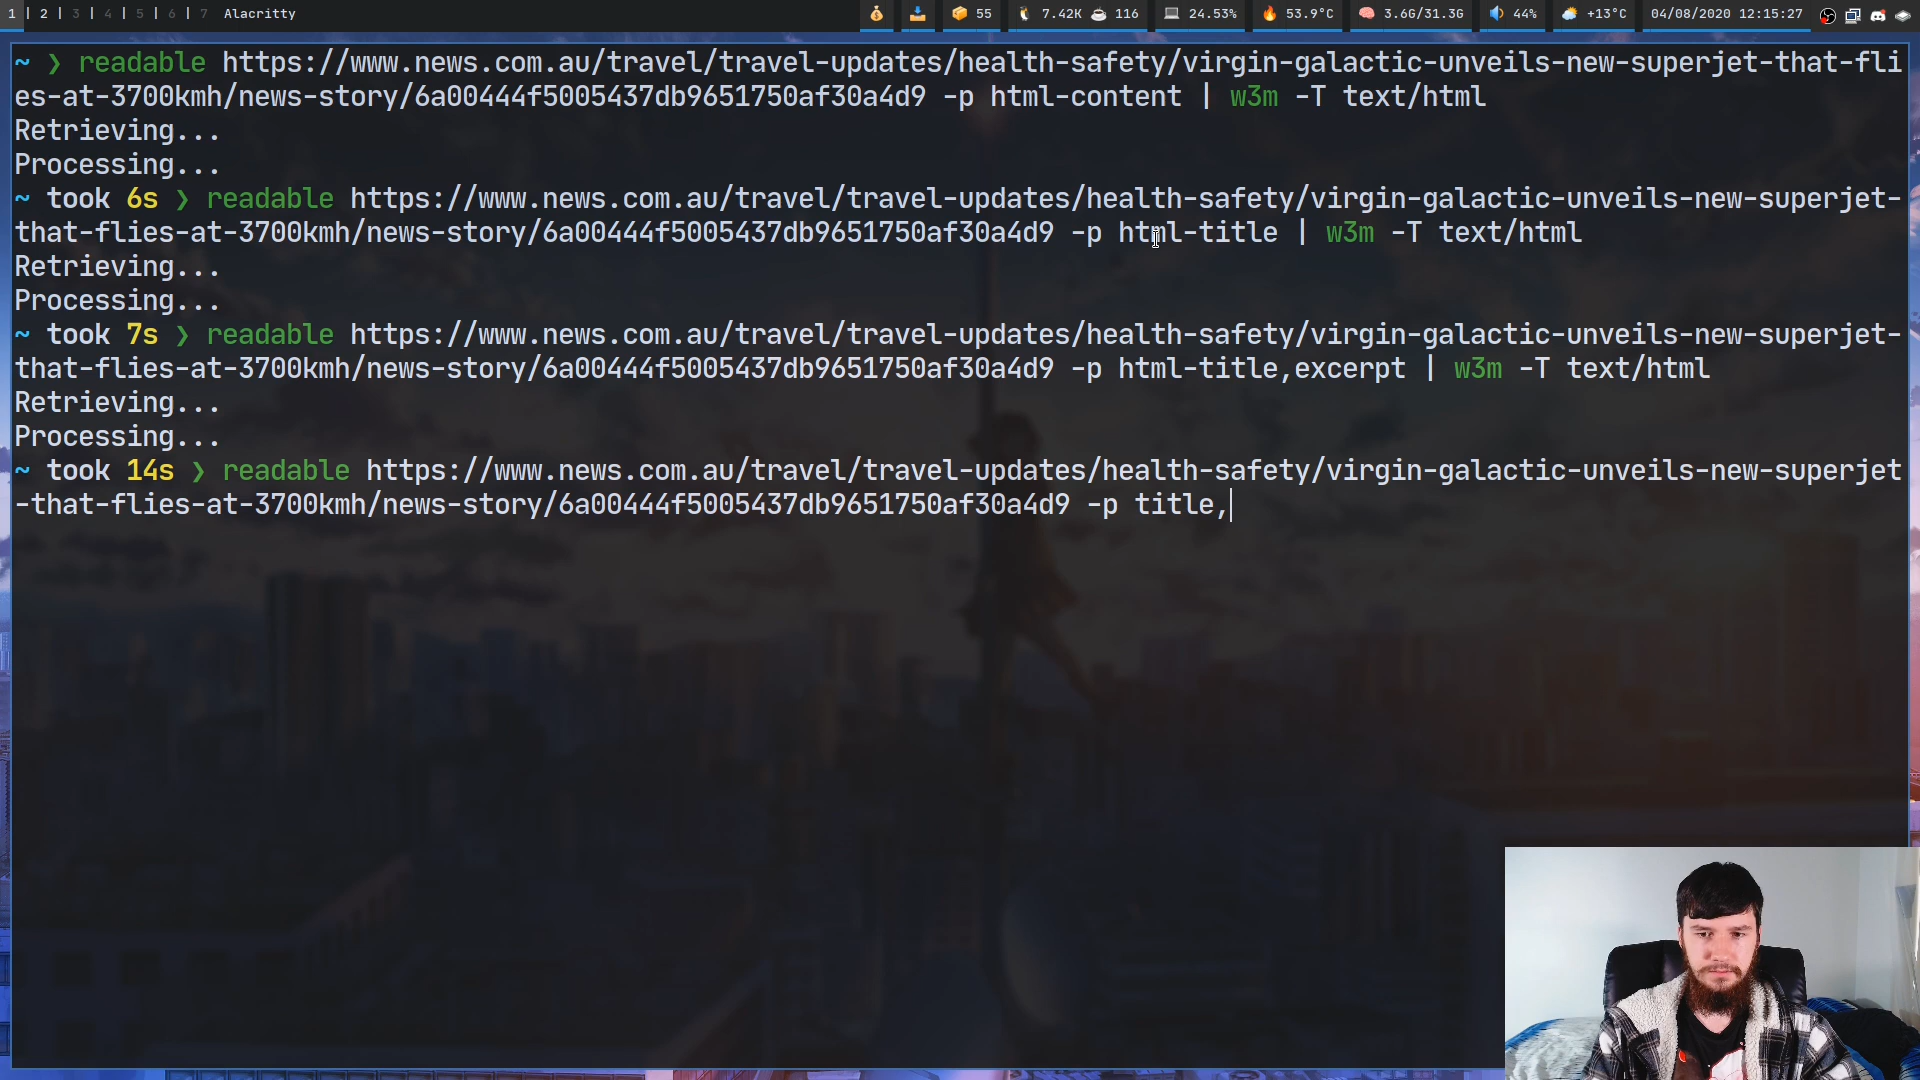 1 | 2 | 3 | 4 | 5 | 6 | 7 Alacritty 55 7.42K 116 24.53% 53.9°C 3.6G/31.3G 44% +13°C 04/08/2020 12:15:27
~ ❯ readable https://www.news.com.au/travel/travel-updates/health-safety/virgin-galactic-unveils-new-superjet-that-fli
es-at-3700kmh/news-story/6a00444f5005437db9651750af30a4d9 -p html-content | w3m -T text/html
Retrieving...
Processing...
~ took 6s ❯ readable https://www.news.com.au/travel/travel-updates/health-safety/virgin-galactic-unveils-new-superjet-
that-flies-at-3700kmh/news-story/6a00444f5005437db9651750af30a4d9 -p html-title | w3m -T text/html
Retrieving...
Processing...
~ took 7s ❯ readable https://www.news.com.au/travel/travel-updates/health-safety/virgin-galactic-unveils-new-superjet-
that-flies-at-3700kmh/news-story/6a00444f5005437db9651750af30a4d9 -p html-title,excerpt | w3m -T text/html
Retrieving...
Processing...
~ took 14s ❯ readable https://www.news.com.au/travel/travel-updates/health-safety/virgin-galactic-unveils-new-superjet
-that-flies-at-3700kmh/news-story/6a00444f5005437db9651750af30a4d9 -p title,